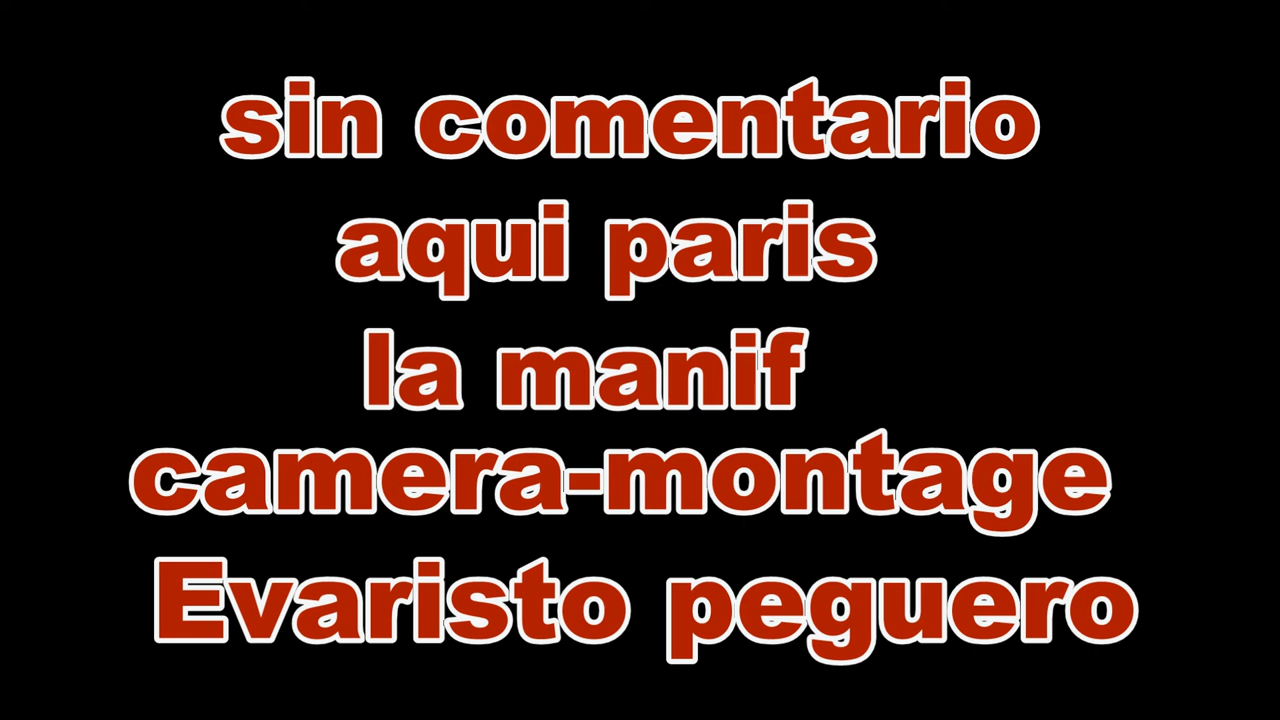 sin comentario
aqui paris
la manif
camera-montage
Evaristo peguero